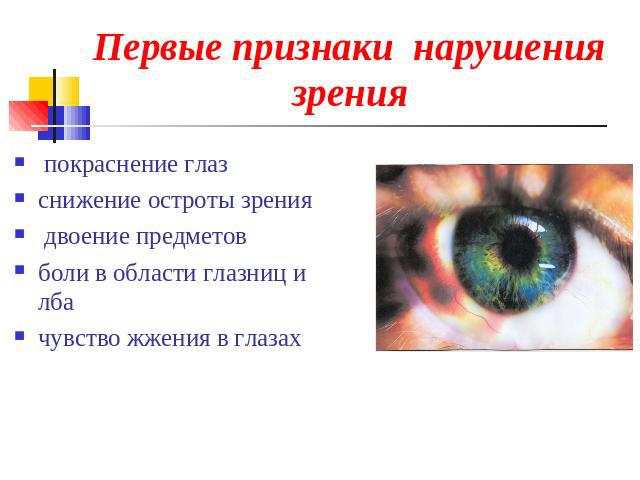 Первые признаки нарушения
зрения
покраснение глаз
снижение остроты зрения
двоение предметов
боли в области глазниц и
лба
чувство жжения в глазах